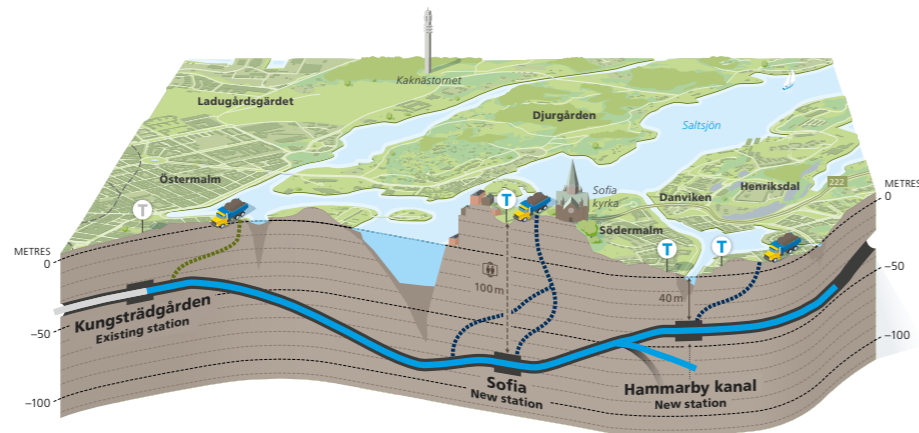 Kaknästornet
Ladugårdsgärdet
Djurgården
Saltsjön
Östermalm
Sofia
kyrka
Danviken
Henriksdal
222
METRES
0
T
T
Södermalm
T
T
METRES
0
−50
−100
100 m
40 m
Kungsträdgården
Existing station
−50
−100
Sofia
New station
Hammarby kanal
New station